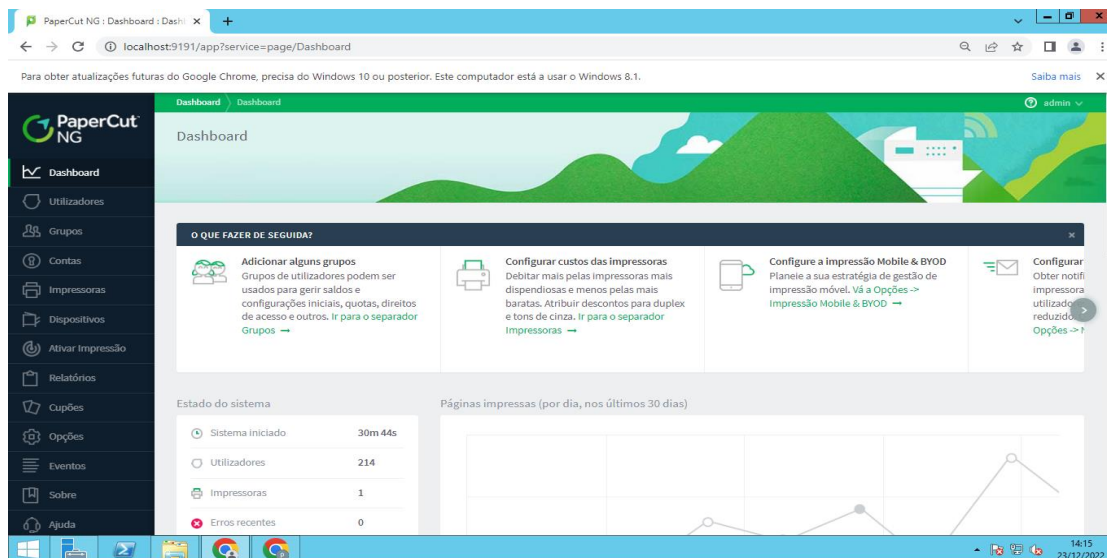 PaperCut NG : Dashboard : Dash
localhost:9191/app?service=page/Dashboard
Para obter atualizações futuras do Google Chrome, precisa do Windows 10 ou posterior. Este computador está a usar o Windows 8.1.
Saiba mais
PaperCut
NG
Dashboard
Dashboard
admin
Dashboard
Dashboard
Utilizadores
Grupos
Contas
Impressoras
Dispositivos
Ativar Impressão
Relatórios
Cupões
Opções
Eventos
Sobre
Ajuda
O QUE FAZER DE SEGUIDA?
Adicionar alguns grupos
Grupos de utilizadores podem ser
usados para gerir saldos e
configurações iniciais, quotas, direitos
de acesso e outros. Ir para o separador
Grupos →
Configurar custos das impressoras
Debitar mais pelas impressoras mais
dispendiosas e menos pelas mais
baratas. Atribuir descontos para duplex
e tons de cinza. Ir para o separador
Impressoras →
Configure a impressão Mobile & BYOD
Planeie a sua estratégia de gestão de
impressão móvel. Vá a Opções ->
Impressão Mobile & BYOD →
Configurar
Obter notifi
impressora
utilizado
reduzido
Opções ->
Estado do sistema
Sistema iniciado 30m 44s
Utilizadores 214
Impressoras 1
Erros recentes 0
Páginas impressas (por dia, nos últimos 30 dias)
14:15
23/12/2022